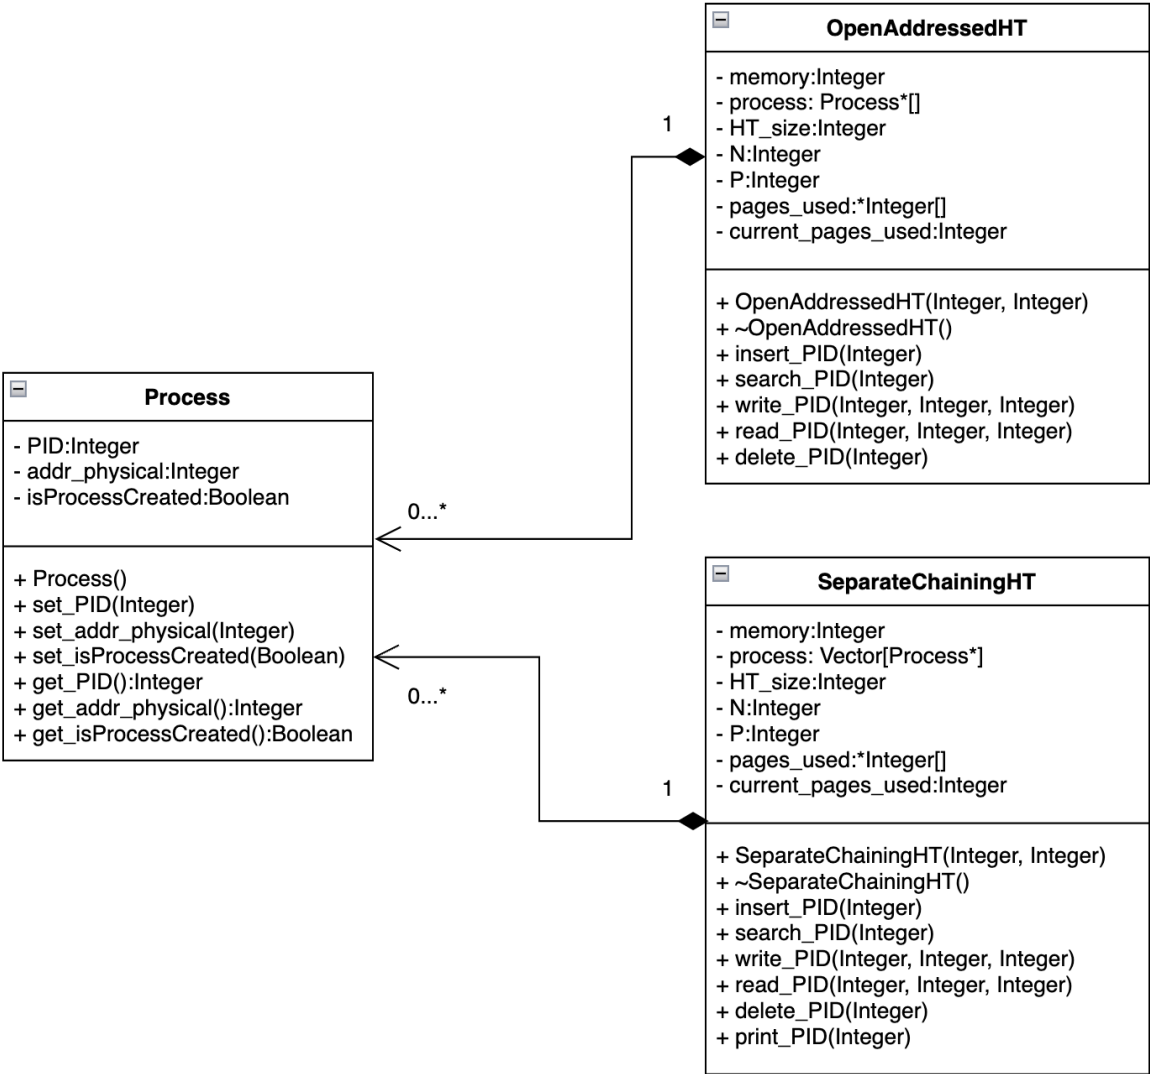 OpenAddressedHT
- memory:Integer
- process: Process*[]
- HT_size:Integer
- N:Integer
- P:Integer
- pages_used:*Integer[]
- current_pages_used:Integer
+ OpenAddressedHT(Integer, Integer)
+ ~OpenAddressedHT()
+ insert_PID(Integer)
+ search_PID(Integer)
+ write_PID(Integer, Integer, Integer)
+ read_PID(Integer, Integer, Integer)
+ delete_PID(Integer)
1
0...*
Process
- PID:Integer
- addr_physical:Integer
- isProcessCreated:Boolean
+ Process()
+ set_PID(Integer)
+ set_addr_physical(Integer)
+ set_isProcessCreated(Boolean)
+ get_PID():Integer
+ get_addr_physical():Integer
+ get_isProcessCreated():Boolean
0...*
1
SeparateChainingHT
- memory:Integer
- process: Vector[Process*]
- HT_size:Integer
- N:Integer
- P:Integer
- pages_used:*Integer[]
- current_pages_used:Integer
+ SeparateChainingHT(Integer, Integer)
+ ~SeparateChainingHT()
+ insert_PID(Integer)
+ search_PID(Integer)
+ write_PID(Integer, Integer, Integer)
+ read_PID(Integer, Integer, Integer)
+ delete_PID(Integer)
+ print_PID(Integer)